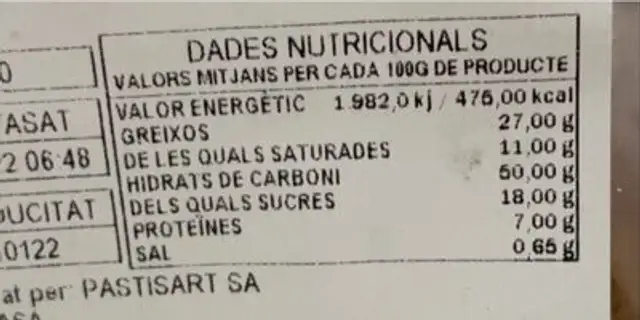 DADES NUTRICIONALS
VALORS MITJANS PER CADA 100G DE PRODUCTE
VALOR ENERGÈTIC 1.982,0 kj / 475,00 kcal
GREIXOS 27,00 g
DE LES QUALS SATURADES 11,00 g
HIDRATS DE CARBONI 50,00 g
DELS QUALS SUCRES 18,00 g
PROTEÏNES 7,00 g
SAL 0,65 g
0
ASAT
2 06:48
UCITAT
0122
at per: PASTISART SA